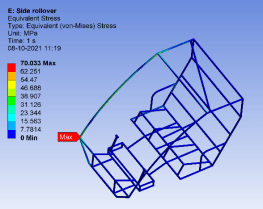 E: Side rollover
Equivalent Stress
Type: Equivalent (von-Mises) Stress
Unit: MPa
Time: 1 s
08-10-2021 11:19
70.033 Max
62.251
54.47
46.688
38.907
31.126
23.344
15.563
7.7814
0 Min
Max